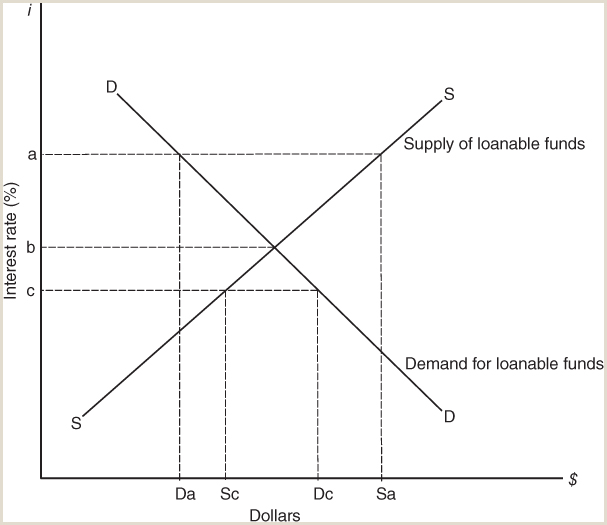 i
D
S
a
Supply of loanable funds
Interest rate (%)
b
c
Demand for loanable funds
S
D
$
Da Sc Dc Sa
Dollars